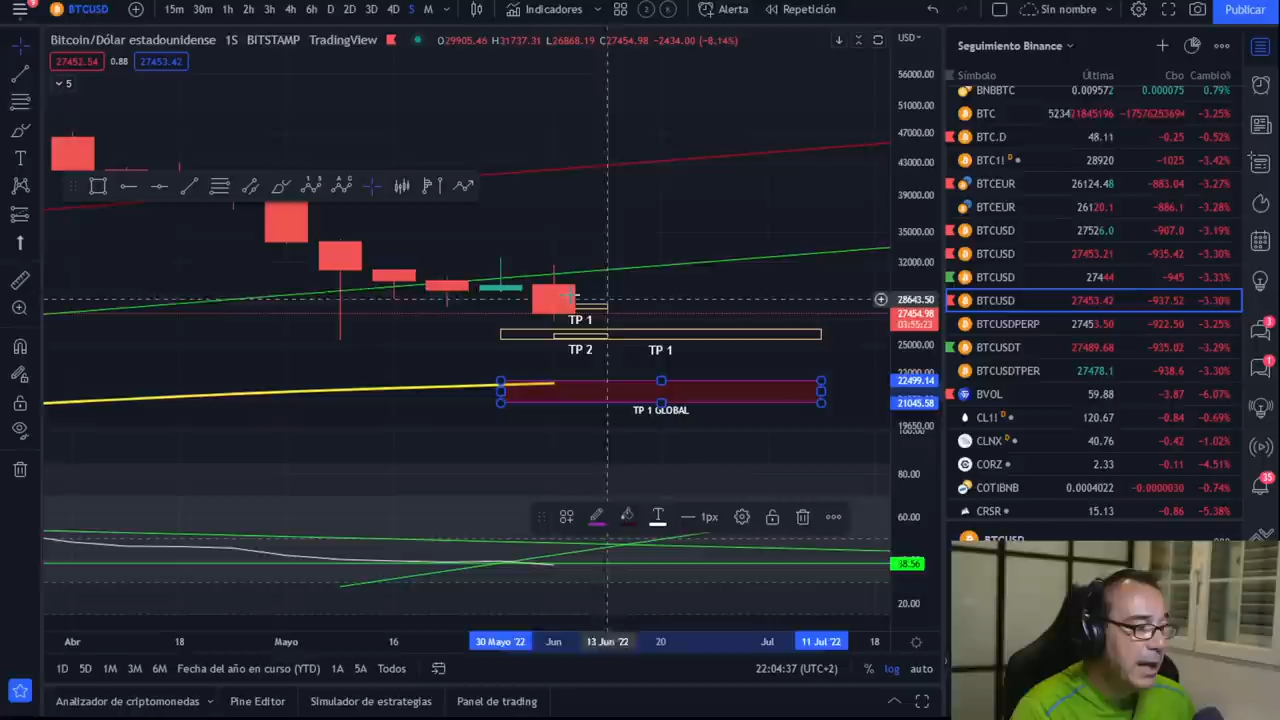 BTCUSD 15m 30m 1h 2h 3h 4h 6h D 2D 3D 4D S M Indicadores 2 Alerta Repetición Sin nombre Publicar
Bitcoin/Dólar estadounidense 1S BITSTAMP TradingView O29905.46 H31737.31 L26868.19 C27454.98 -2434.00 (-8.14%)
27452.54 0.88 27453.42
5
USD
56000.00
51000.00
47000.00
43000.00
39000.00
35000.00
32000.00
28643.50
27454.98
03:55:23
25000.00
22499.14
21045.58
19650.00
80.00
60.00
38.56
20.00
TP 1
TP 2
TP 1
TP 1 GLOBAL
1px
Abr 18 Mayo 16 30 Mayo '22 Jun 13 Jun '22 20 Jul 11 Jul '22 18
1D 5D 1M 3M 6M Fecha del año en curso (YTD) 1A 5A Todos 22:04:37 (UTC+2) % log auto
Analizador de criptomonedas Pine Editor Simulador de estrategias Panel de trading
Seguimiento Binance
Símbolo Última Cbo Cambio%
BNBBTC 0.009572 0.000075 0.79%
BTC -3.25%
BTC.D 48.11 -0.25 -0.52%
BTC1! D 28920 -1025 -3.42%
BTCEUR 26124.48 -883.04 -3.27%
BTCEUR 26120.1 -886.1 -3.28%
BTCUSD 27526.0 -907.0 -3.19%
BTCUSD 27453.21 -935.42 -3.29%
BTCUSD 27444 -945 -3.33%
BTCUSD 27453.42 -937.52 -3.30%
BTCUSDPERP 27453.50 -922.50 -3.25%
BTCUSDT 27489.68 -935.02 -3.29%
BTCUSDTPER 27478.1 -938.6 -3.30%
BVOL 59.88 -3.87 -6.07%
CL1! D 120.67 -0.84 -0.69%
CLNX D 40.76 -0.42 -1.02%
CORZ 2.33 -0.11 -4.51%
COTIBNB 0.0004022 -0.0000030 -0.74%
CRSR 15.13 -0.86 -5.38%
3
1
35